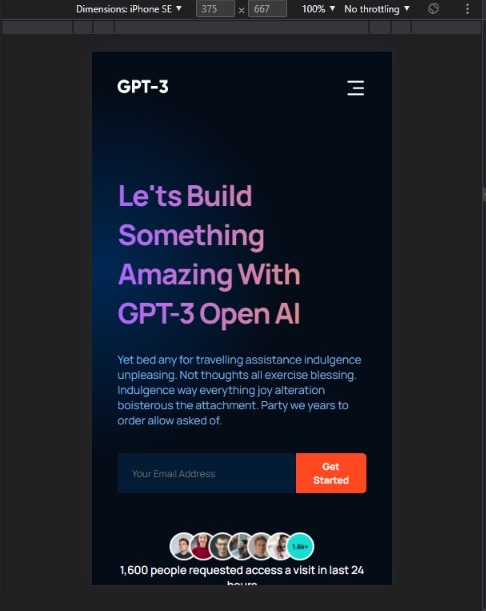 Dimensions: iPhone SE ▼ 375 × 667 100% ▼ No throttling ▼
GPT-3
Le'ts Build
Something
Amazing With
GPT-3 Open AI
Yet bed any for travelling assistance indulgence
unpleasing. Not thoughts all exercise blessing.
Indulgence way everything joy alteration
boisterous the attachment. Party we years to
order allow asked of.
Your Email Address
Get
Started
1.6k+
1,600 people requested access a visit in last 24
hours